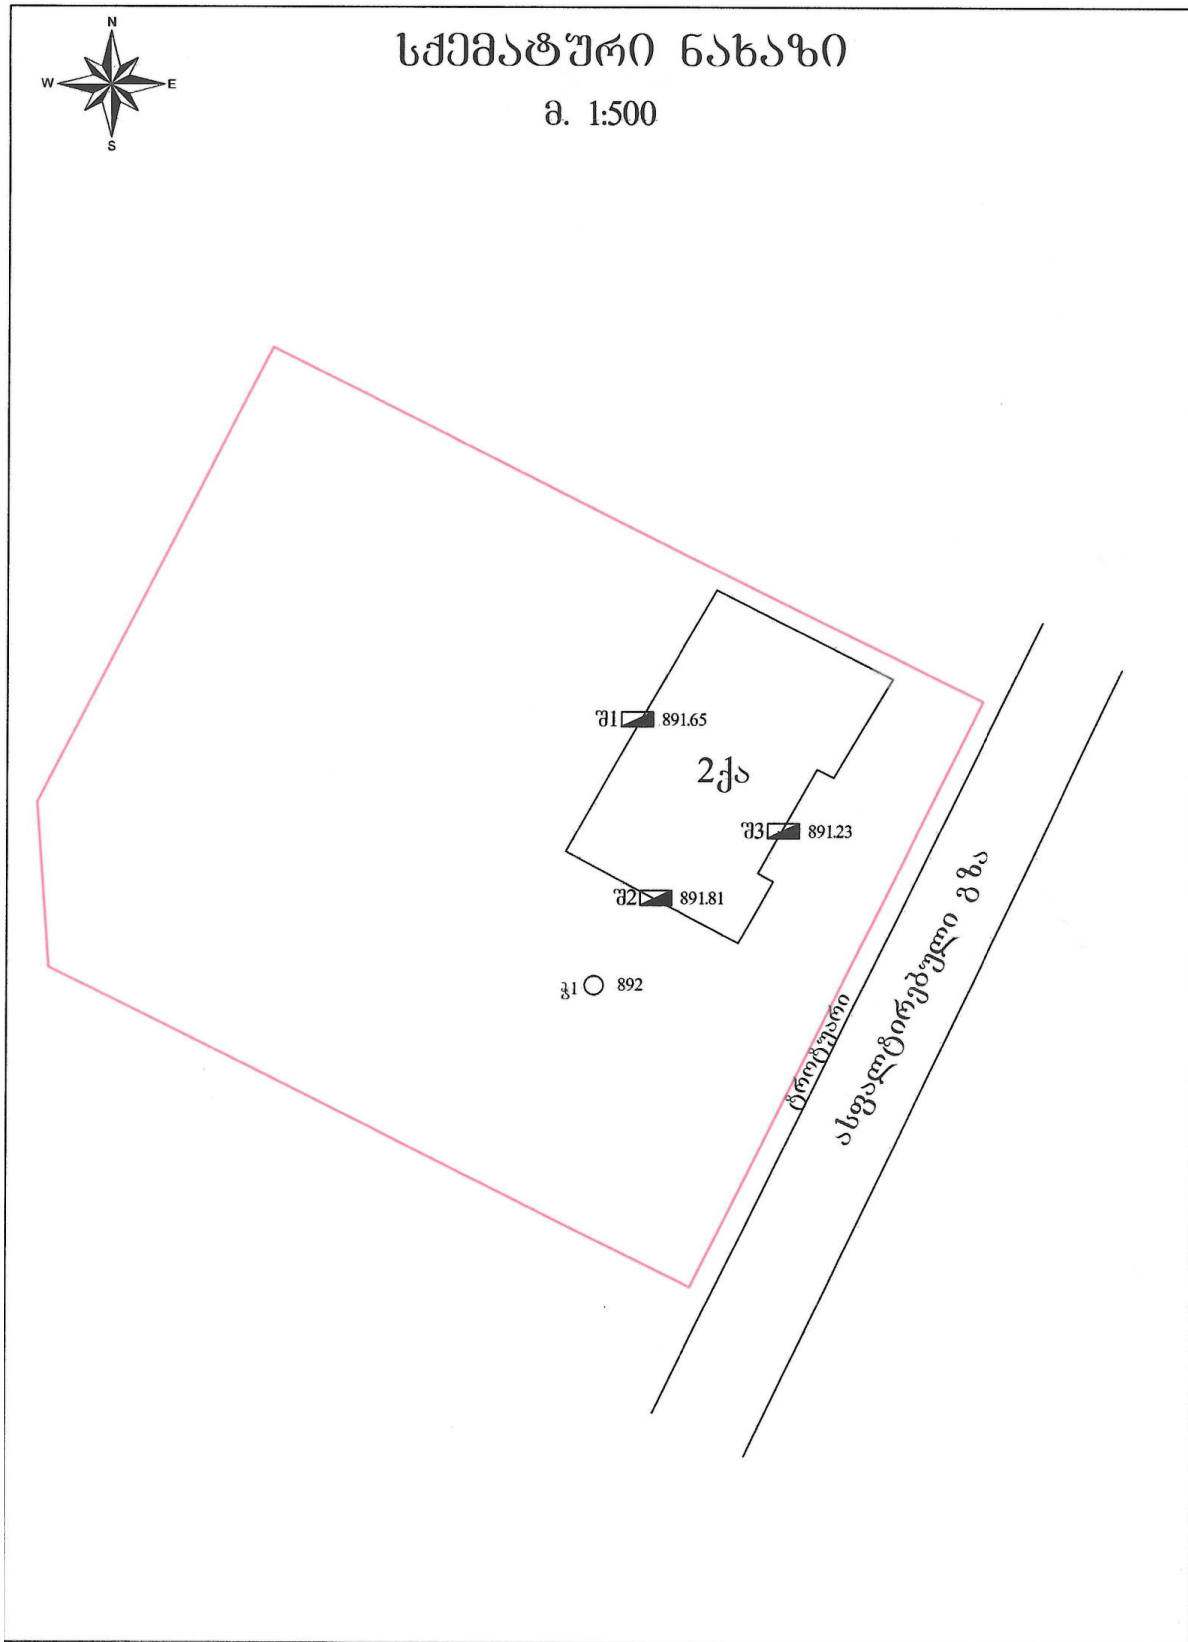 N
სქემატური ნახაზი
W E
მ. 1:500
S
შ1 891.65
2ქა
შ3 891.23
შ2 891.81
ჭ1 892
ტროტუარი
ასფალტირებული გზა